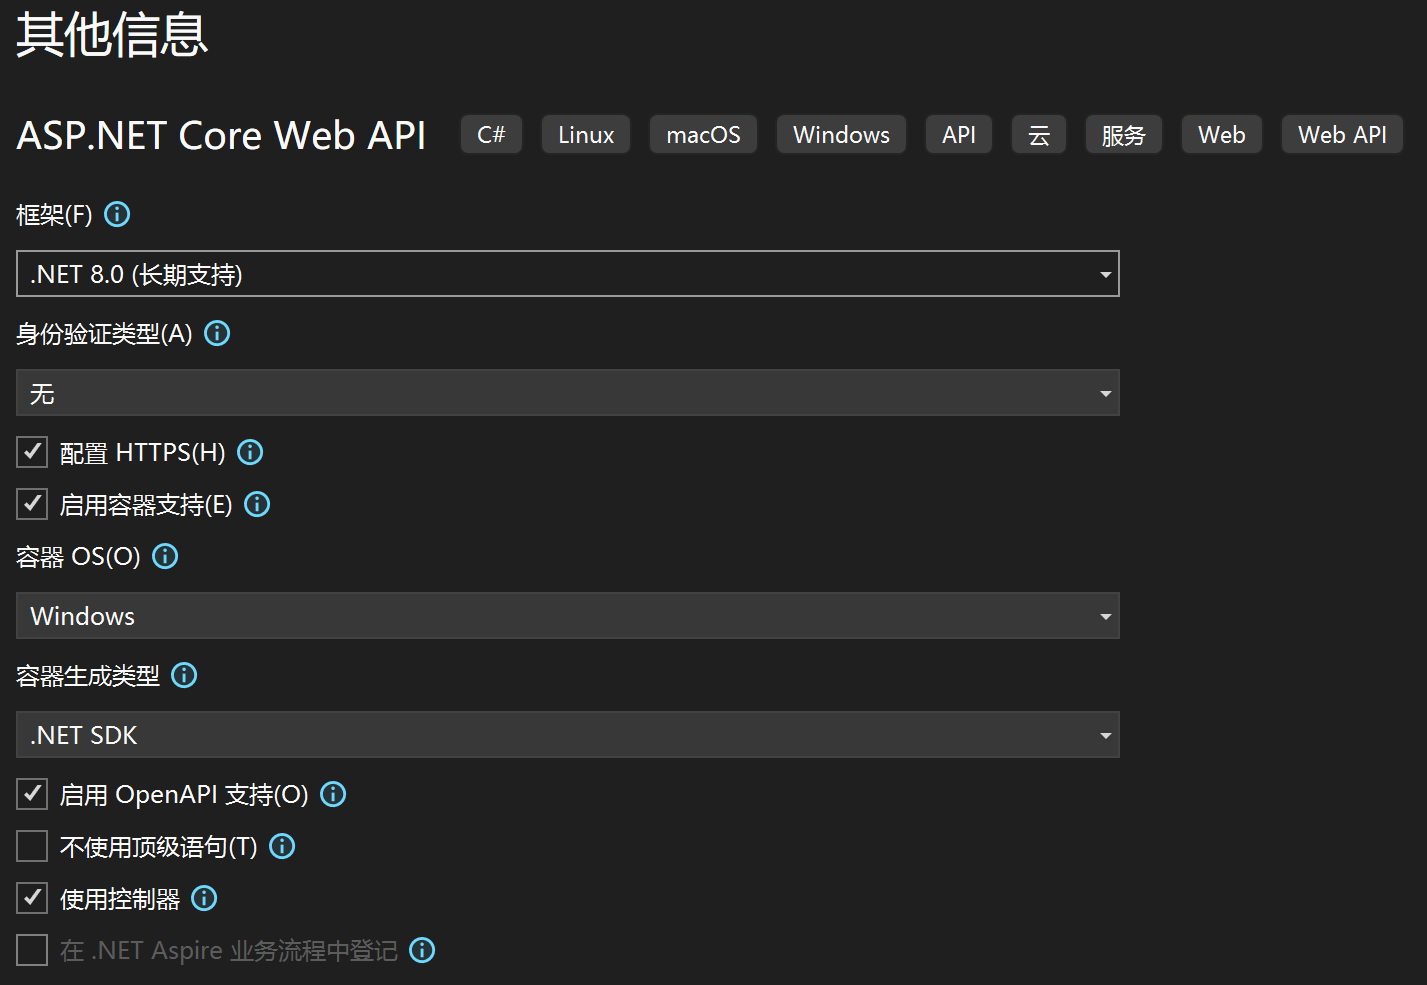 其他信息
ASP.NET Core Web API C# Linux macOS Windows API 云 服务 Web Web API
框架(F)
.NET 8.0 (长期支持)
身份验证类型(A)
无
配置 HTTPS(H)
启用容器支持(E)
容器 OS(O)
Windows
容器生成类型
.NET SDK
启用 OpenAPI 支持(O)
不使用顶级语句(T)
使用控制器
在 .NET Aspire 业务流程中登记